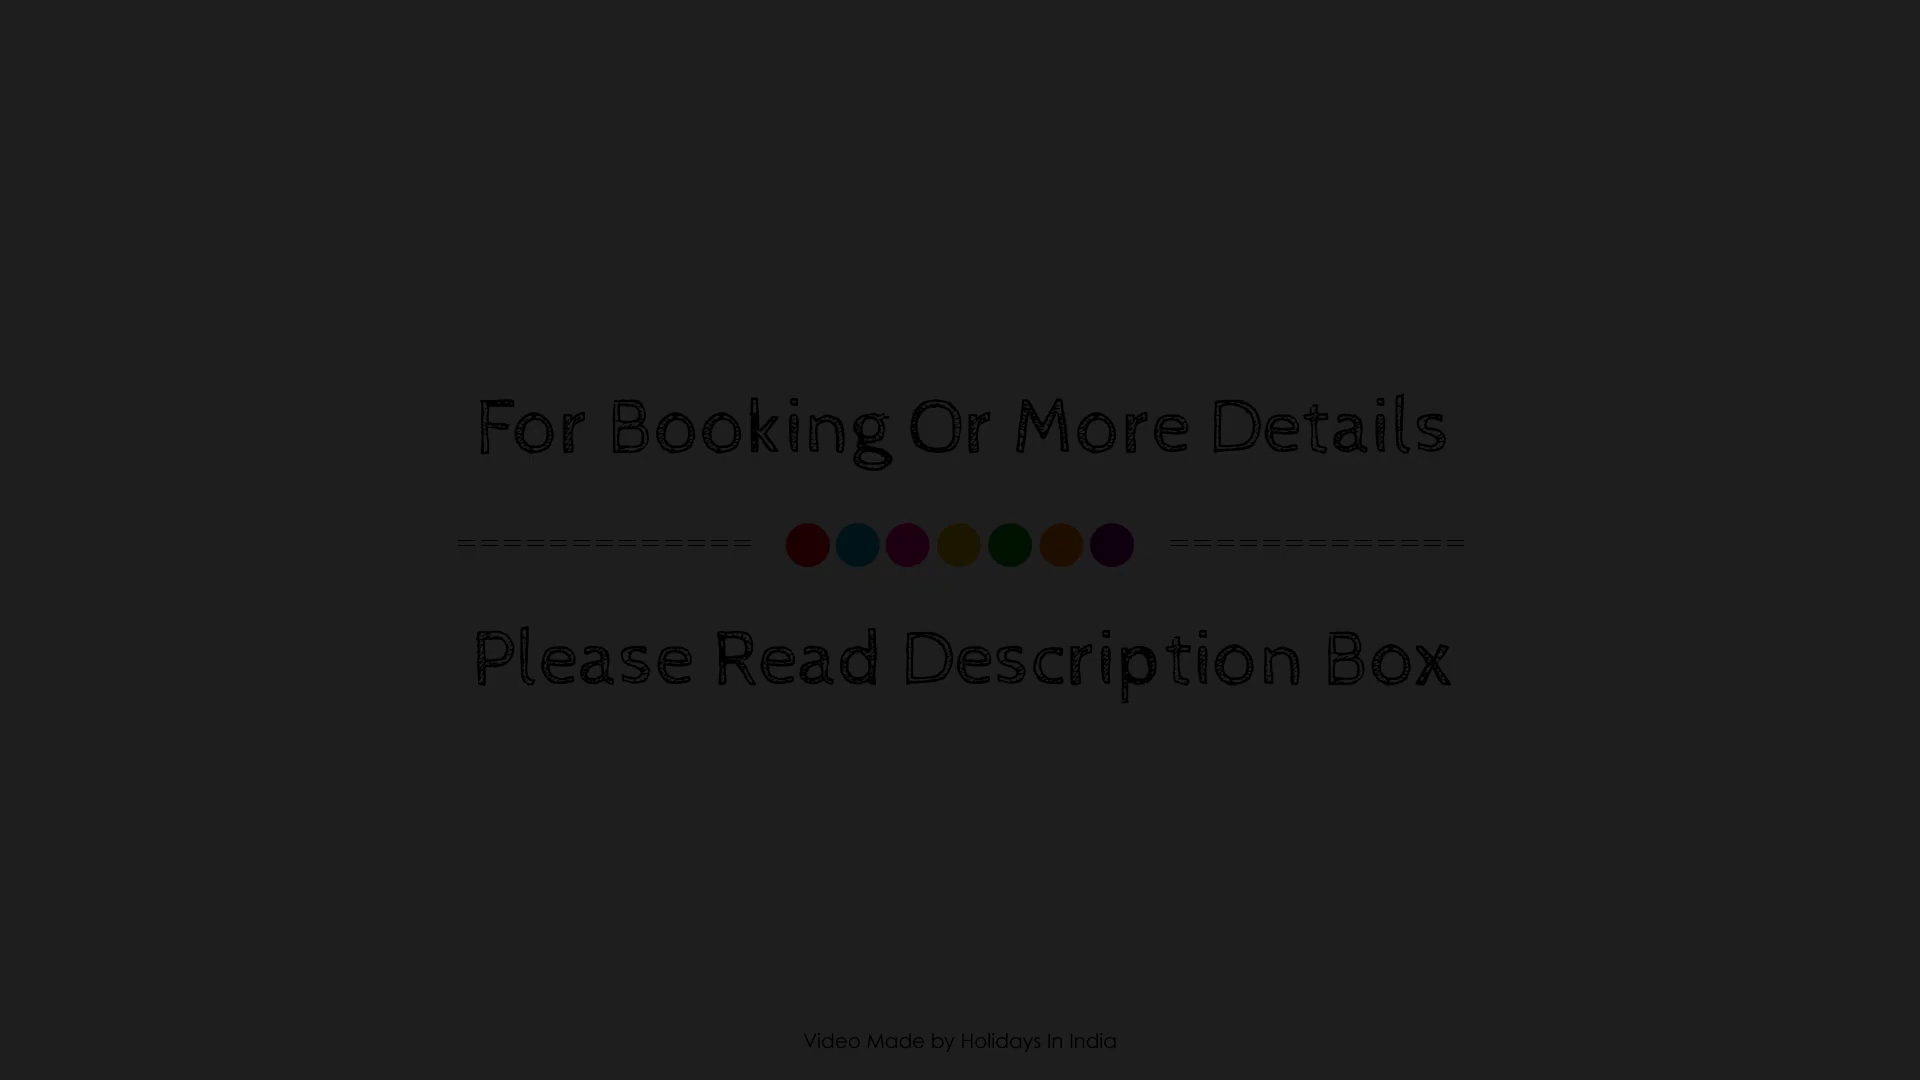 For Booking Or More Details
============= =============
Please Read Description Box
Video Made by Holidays In India